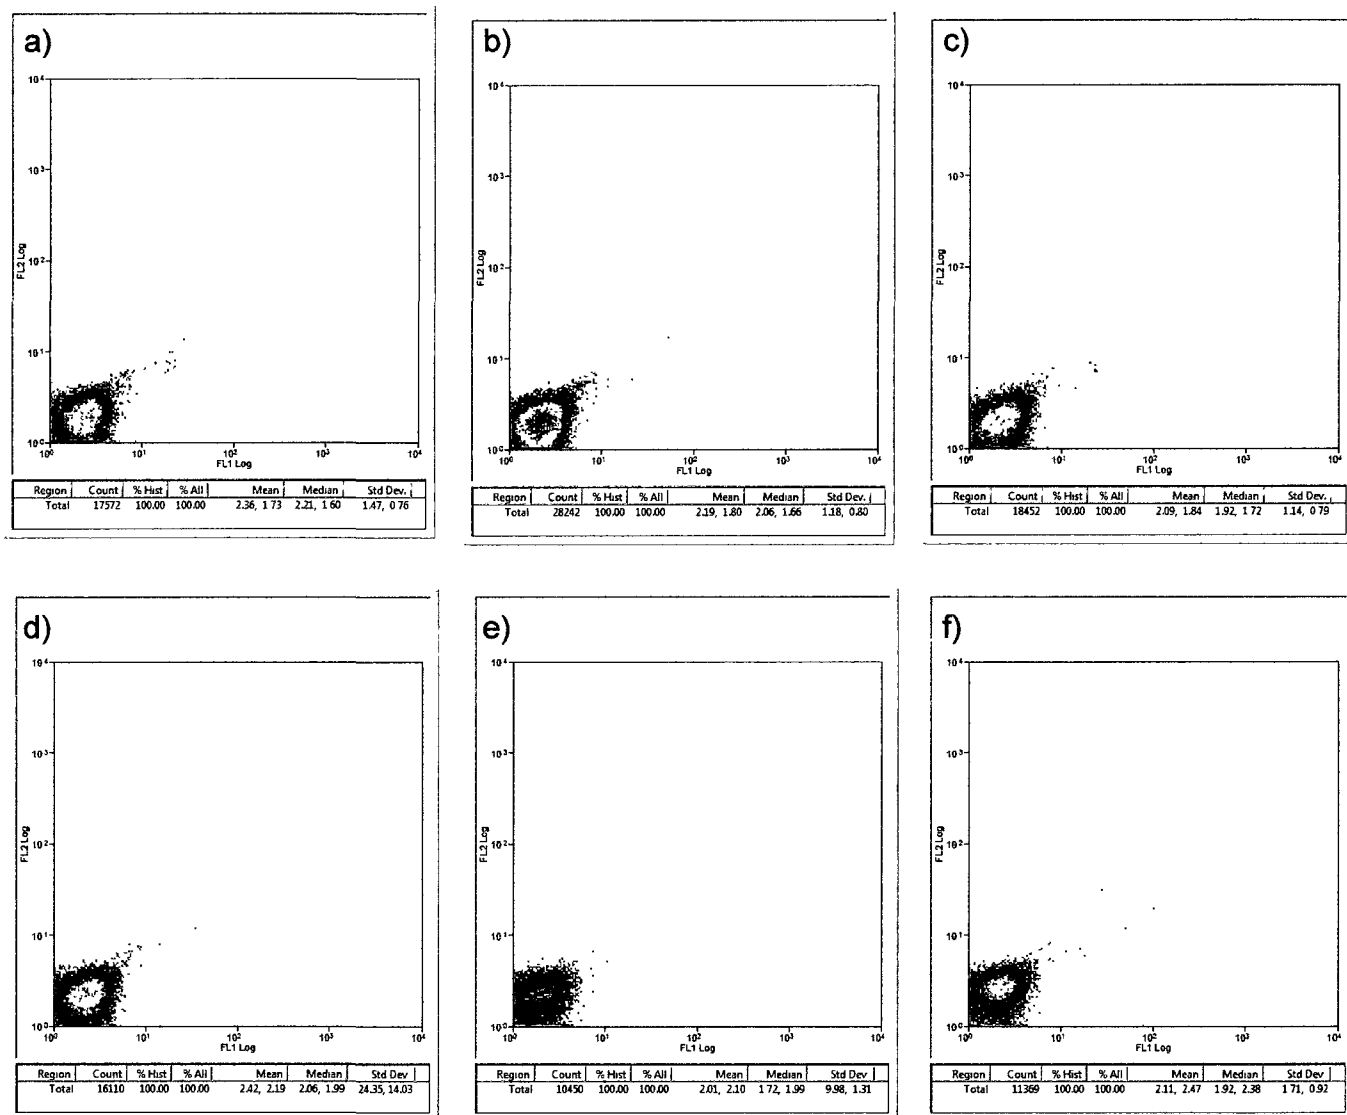 a)
10⁴
10³
10²
10¹
10⁰
FL2 Log
10⁰ 10¹ 10² 10³ 10⁴
FL1 Log
Region Count % Hist % All Mean Median Std Dev.
Total 17572 100.00 100.00 2.36, 1 73 2.21, 1 60 1.47, 0 76
b)
10⁴
10³
10²
10¹
10⁰
FL2 Log
10⁰ 10¹ 10² 10³ 10⁴
FL1 Log
Region Count % Hist % All Mean Median Std Dev.
Total 28242 100.00 100.00 2.19, 1.80 2.06, 1.66 1.18, 0.80
c)
10⁴
10³
10²
10¹
10⁰
FL2 Log
10⁰ 10¹ 10² 10³ 10⁴
FL1 Log
Region Count % Hist % All Mean Median Std Dev.
Total 18452 100.00 100.00 2.09, 1.84 1.92, 1 72 1.14, 0 79
d)
10⁴
10³
10²
10¹
10⁰
FL2 Log
10⁰ 10¹ 10² 10³ 10⁴
FL1 Log
Region Count % Hist % All Mean Median Std Dev
Total 16110 100.00 100.00 2.42, 2.19 2.06, 1.99 24.35, 14.03
e)
10⁴
10³
10²
10¹
10⁰
FL2 Log
10⁰ 10¹ 10² 10³ 10⁴
FL1 Log
Region Count % Hist % All Mean Median Std Dev
Total 10450 100.00 100.00 2.01, 2.10 1.72, 1.99 9.98, 1.31
f)
10⁴
10³
10²
10¹
10⁰
FL2 Log
10⁰ 10¹ 10² 10³ 10⁴
FL1 Log
Region Count % Hist % All Mean Median Std Dev
Total 11369 100.00 100.00 2.11, 2.47 1.92, 2.38 1 71, 0.92